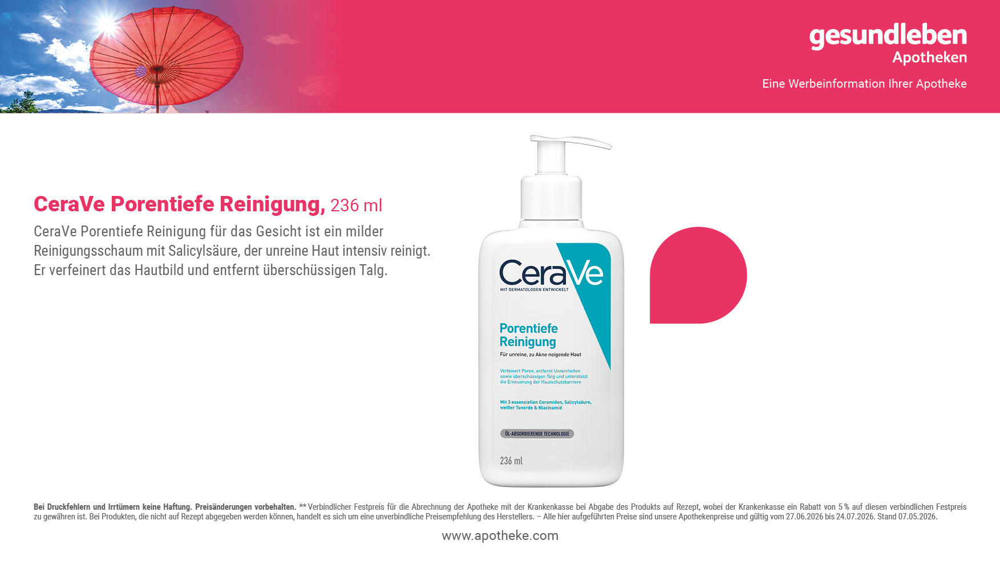 gesundleben
Apotheken
Eine Werbeinformation Ihrer Apotheke
CeraVe Porentiefe Reinigung, 236 ml
CeraVe Porentiefe Reinigung für das Gesicht ist ein milder
Reinigungsschaum mit Salicylsäure, der unreine Haut intensiv reinigt.
Er verfeinert das Hautbild und entfernt überschüssigen Talg.
CeraVe
MIT DERMATOLOGEN ENTWICKELT
Porentiefe
Reinigung
Für unreine, zu Akne neigende Haut
Verfeinert Poren, entfernt Unreinheiten
sowie überschüssigen Talg und unterstützt
die Erneuerung der Hautschutzbarriere
Mit 3 essenziellen Ceramiden, Salicylsäure,
weißer Tonerde & Niacinamid
ÖL-ABSORBIERENDE TECHNOLOGIE
236 ml
Bei Druckfehlern und Irrtümern keine Haftung. Preisänderungen vorbehalten. ** Verbindlicher Festpreis für die Abrechnung der Apotheke mit der Krankenkasse bei Abgabe des Produkts auf Rezept, wobei der Krankenkasse ein Rabatt von 5 % auf diesen verbindlichen Festpreis
zu gewähren ist. Bei Produkten, die nicht auf Rezept abgegeben werden können, handelt es sich um eine unverbindliche Preisempfehlung des Herstellers. – Alle hier aufgeführten Preise sind unsere Apothekenpreise und gültig vom 27.06.2026 bis 24.07.2026. Stand 07.05.2026.
www.apotheke.com